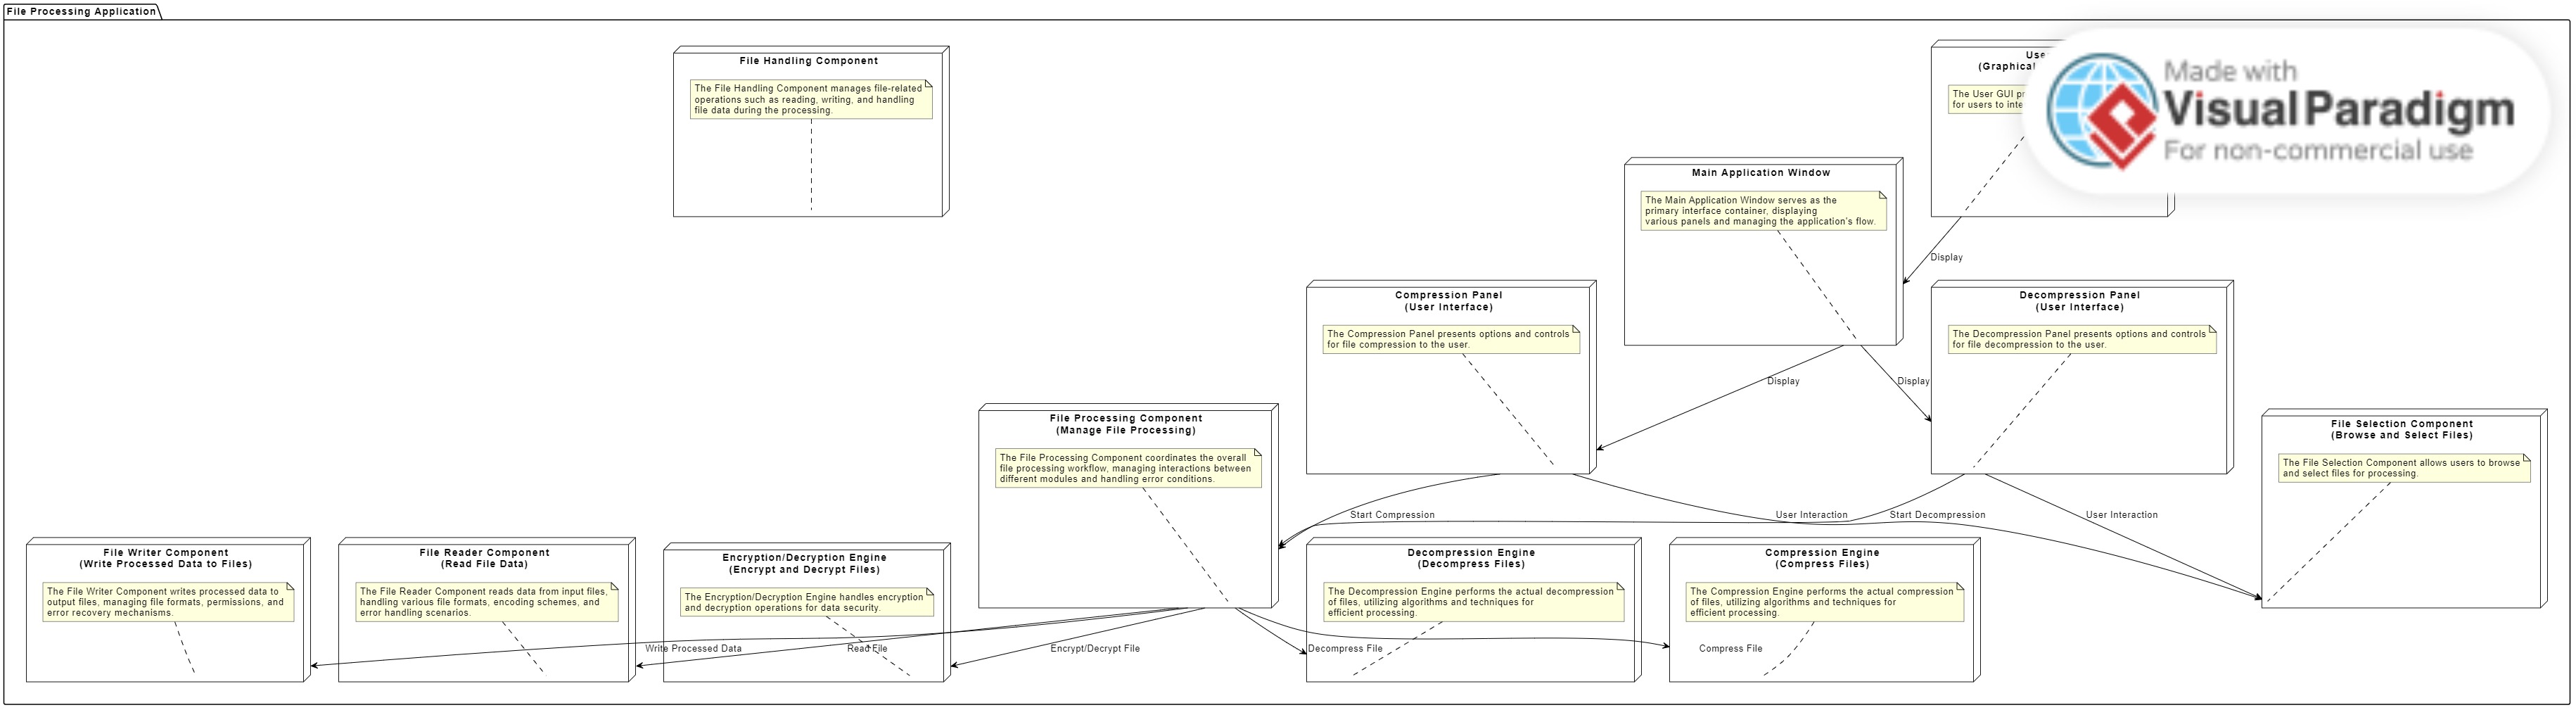 File Processing Application
File Handling Component
The File Handling Component manages file-related
operations such as reading, writing, and handling
file data during the processing.
(Graphical
The User GUI
for users to
Made with
Visual Paradigm
For non-commercial use
Main Application Window
The Main Application Window serves as the
primary interface container, displaying
various panels and managing the application's flow.
Display
Compression Panel
(User Interface)
The Compression Panel presents options and controls
for file compression to the user.
Decompression Panel
(User Interface)
The Decompression Panel presents options and controls
for file decompression to the user.
Display
Display
File Processing Component
(Manage File Processing)
The File Processing Component coordinates the overall
file processing workflow, managing interactions between
different modules and handling error conditions.
File Selection Component
(Browse and Select Files)
The File Selection Component allows users to browse
and select files for processing.
Start Compression
User Interaction
Start Decompression
User Interaction
File Writer Component
(Write Processed Data to Files)
The File Writer Component writes processed data to
output files, managing file formats, permissions, and
error recovery mechanisms.
File Reader Component
(Read File Data)
The File Reader Component reads data from input files,
handling various file formats, encoding schemes, and
error handling scenarios.
Encryption/Decryption Engine
(Encrypt and Decrypt Files)
The Encryption/Decryption Engine handles encryption
and decryption operations for data security.
Decompression Engine
(Decompress Files)
The Decompression Engine performs the actual decompression
of files, utilizing algorithms and techniques for
efficient processing.
Compression Engine
(Compress Files)
The Compression Engine performs the actual compression
of files, utilizing algorithms and techniques for
efficient processing.
Write Processed Data
Read File
Encrypt/Decrypt File
Decompress File
Compress File